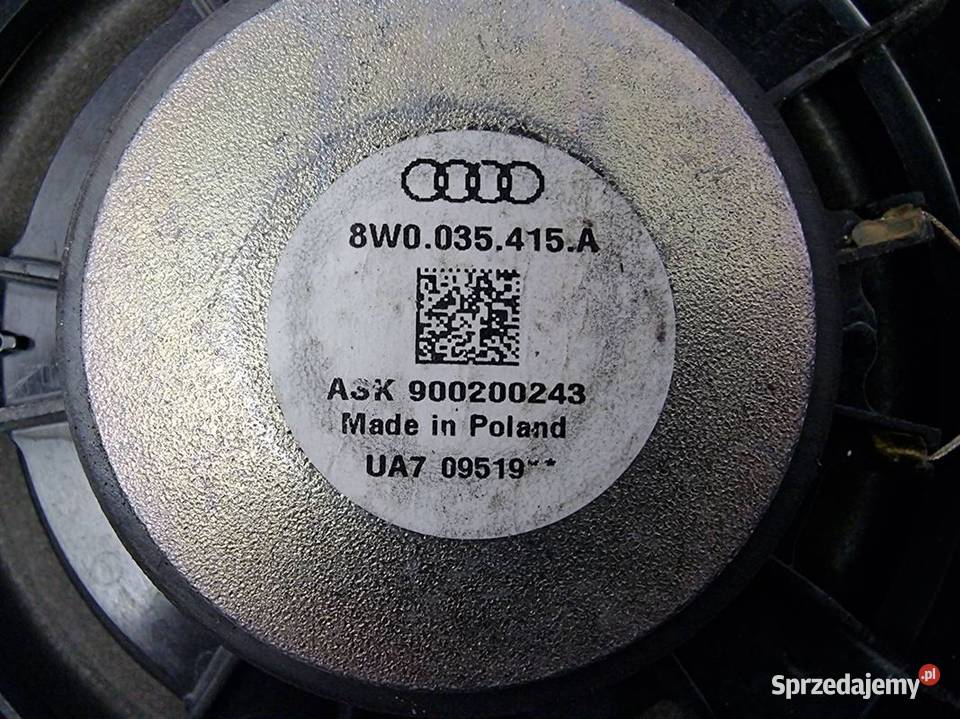 8W0.035.415.A
ASK 900200243
Made in Poland
UA7 09519**
Sprzedajemy.pl